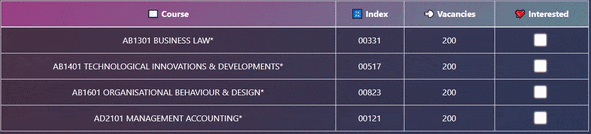 Course Index Vacancies Interested
AB1301 BUSINESS LAW* 00331 200
AB1401 TECHNOLOGICAL INNOVATIONS & DEVELOPMENTS* 00517 200
AB1601 ORGANISATIONAL BEHAVIOUR & DESIGN* 00823 200
AD2101 MANAGEMENT ACCOUNTING* 00121 200